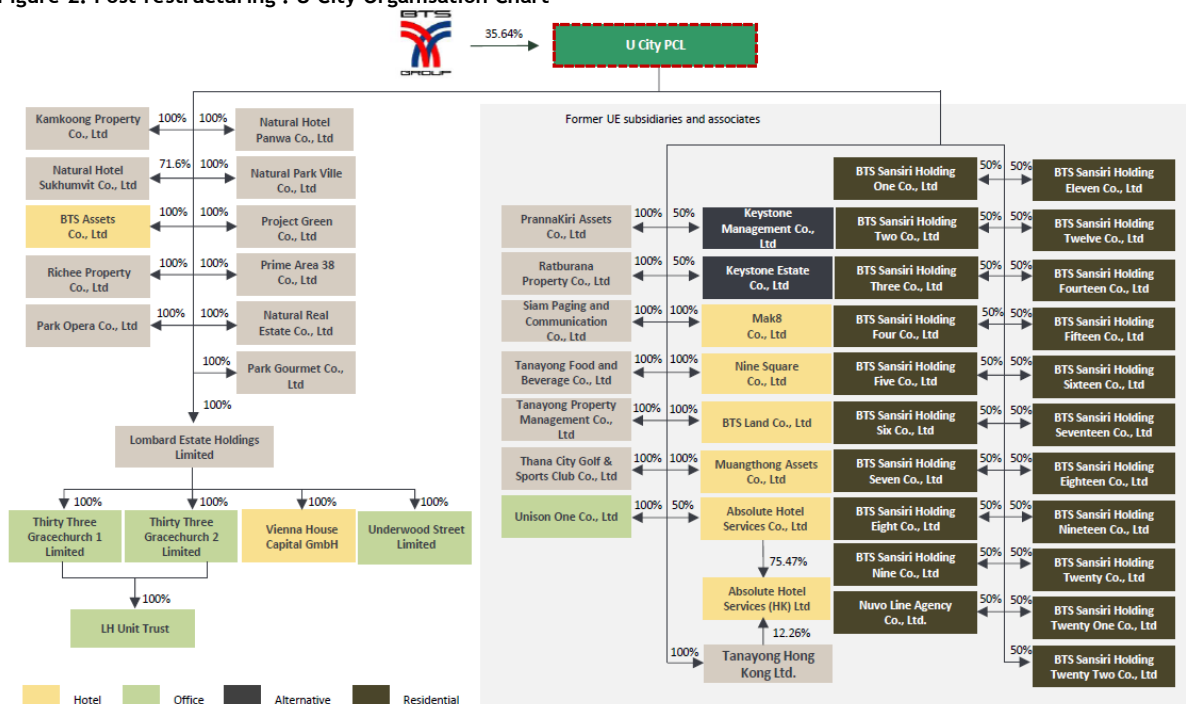 Figure 2: Post restructuring : U City Organisation Chart
BTS
GROUP
35.64%
U City PCL
Kamkoong Property
Co., Ltd
100%
100%
Natural Hotel
Panwa Co., Ltd
Natural Hotel
Sukhumvit Co., Ltd
71.6%
100%
Natural Park Ville
Co., Ltd
BTS Assets
Co., Ltd
100%
100%
Project Green
Co., Ltd
Richee Property
Co., Ltd
100%
100%
Prime Area 38
Co., Ltd
Park Opera Co., Ltd
100%
100%
Natural Real
Estate Co., Ltd
100%
Park Gourmet Co.,
Ltd
100%
Lombard Estate Holdings
Limited
100%
100%
100%
100%
Thirty Three
Gracechurch 1
Limited
Thirty Three
Gracechurch 2
Limited
Vienna House
Capital GmbH
Underwood Street
Limited
100%
LH Unit Trust
Former UE subsidiaries and associates
PrannaKiri Assets
Co., Ltd
100%
50%
Keystone
Management Co.,
Ltd
Ratburana
Property Co., Ltd
100%
50%
Keystone Estate
Co., Ltd
Siam Paging and
Communication
Co., Ltd
100%
100%
Mak8
Co., Ltd
Tanayong Food and
Beverage Co., Ltd
100%
100%
Nine Square
Co., Ltd
Tanayong Property
Management Co.,
Ltd
100%
100%
BTS Land Co., Ltd
Thana City Golf &
Sports Club Co., Ltd
100%
100%
Muangthong Assets
Co., Ltd
Unison One Co., Ltd
100%
50%
Absolute Hotel
Services Co., Ltd
75.47%
Absolute Hotel
Services (HK) Ltd
12.26%
100%
Tanayong Hong
Kong Ltd.
BTS Sansiri Holding
One Co., Ltd
50%
50%
BTS Sansiri Holding
Eleven Co., Ltd
BTS Sansiri Holding
Two Co., Ltd
50%
50%
BTS Sansiri Holding
Twelve Co., Ltd
BTS Sansiri Holding
Three Co., Ltd
50%
50%
BTS Sansiri Holding
Fourteen Co., Ltd
BTS Sansiri Holding
Four Co., Ltd
50%
50%
BTS Sansiri Holding
Fifteen Co., Ltd
BTS Sansiri Holding
Five Co., Ltd
50%
50%
BTS Sansiri Holding
Sixteen Co., Ltd
BTS Sansiri Holding
Six Co., Ltd
50%
50%
BTS Sansiri Holding
Seventeen Co., Ltd
BTS Sansiri Holding
Seven Co., Ltd
50%
50%
BTS Sansiri Holding
Eighteen Co., Ltd
BTS Sansiri Holding
Eight Co., Ltd
50%
50%
BTS Sansiri Holding
Nineteen Co., Ltd
BTS Sansiri Holding
Nine Co., Ltd
50%
50%
BTS Sansiri Holding
Twenty Co., Ltd
Nuvo Line Agency
Co., Ltd.
50%
50%
BTS Sansiri Holding
Twenty One Co., Ltd
50%
BTS Sansiri Holding
Twenty Two Co., Ltd
Hotel
Office
Alternative
Residential